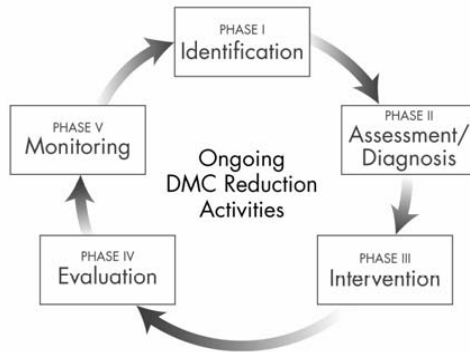 PHASE I
Identification
PHASE II
Assessment/
Diagnosis
PHASE III
Intervention
PHASE IV
Evaluation
PHASE V
Monitoring
Ongoing
DMC Reduction
Activities